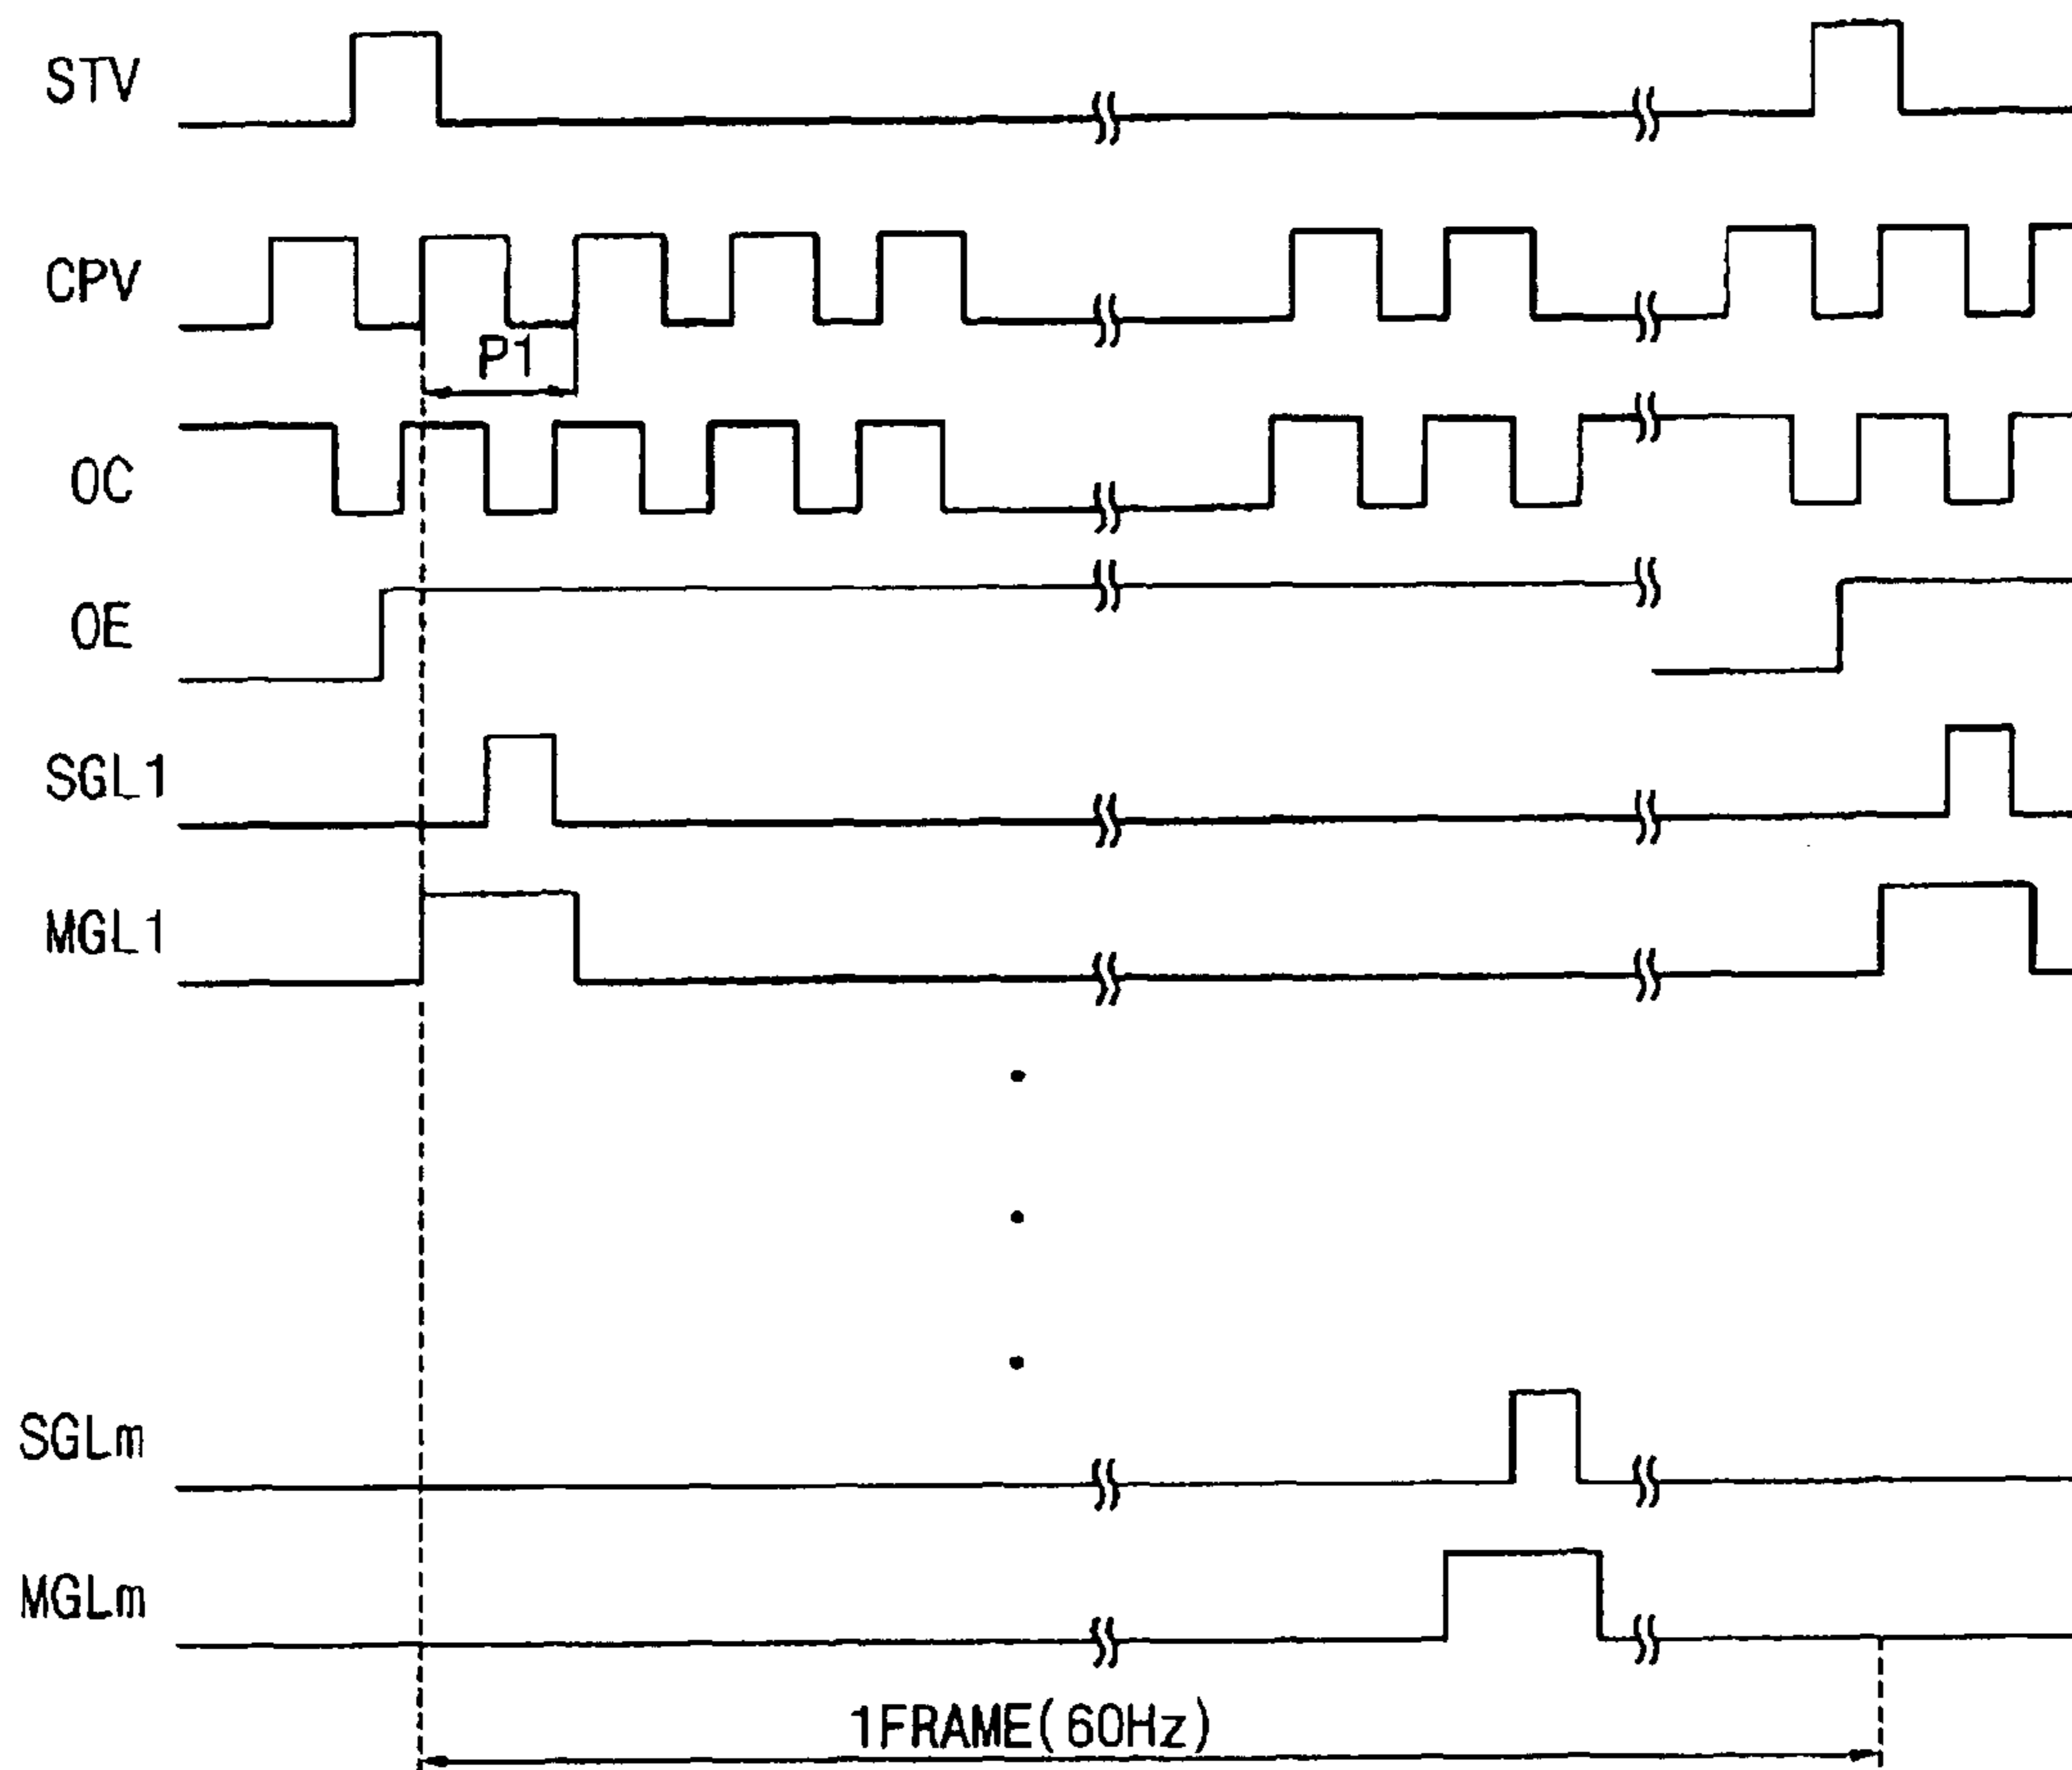 STV
CPV
P1
OC
OE
SGL1
MGL1
SGLm
MGLm
1FRAME(60Hz)